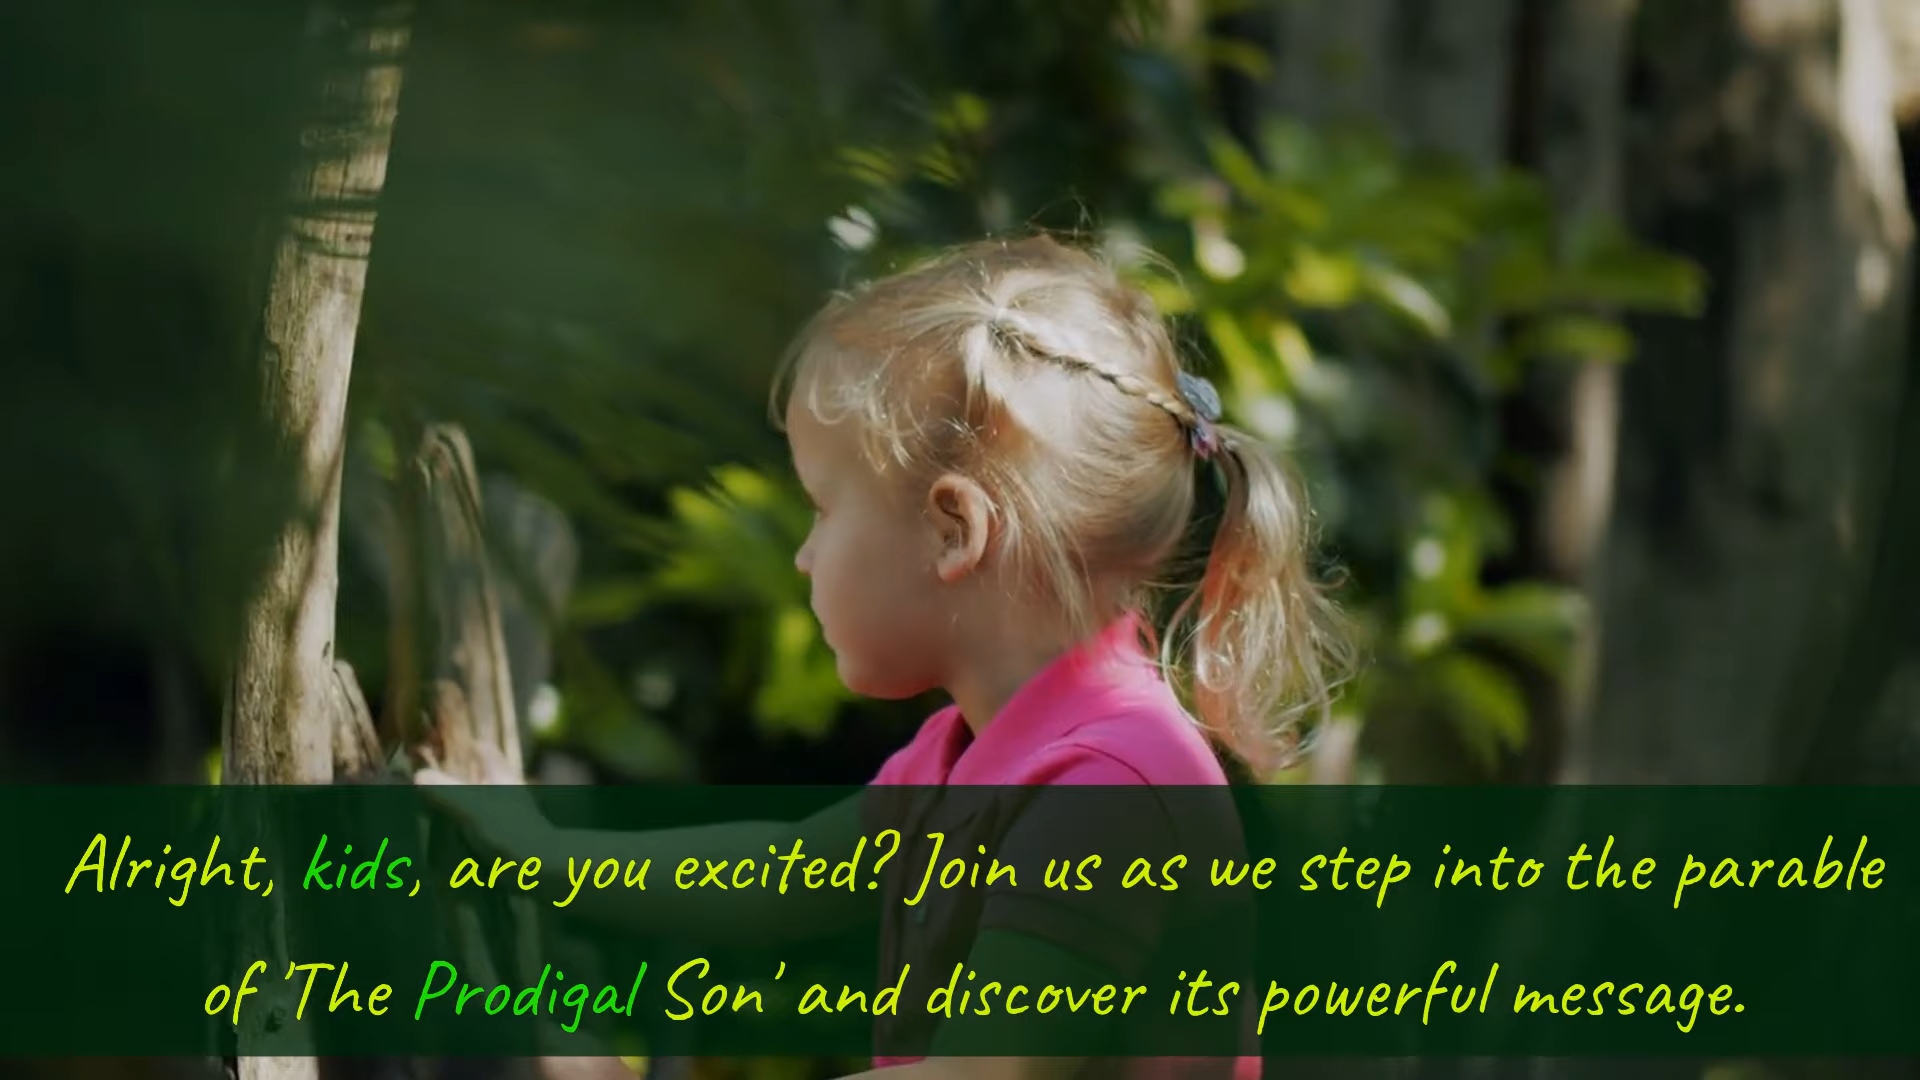 Alright, kids, are you excited? Join us as we step into the parable
of 'The Prodigal Son' and discover its powerful message.